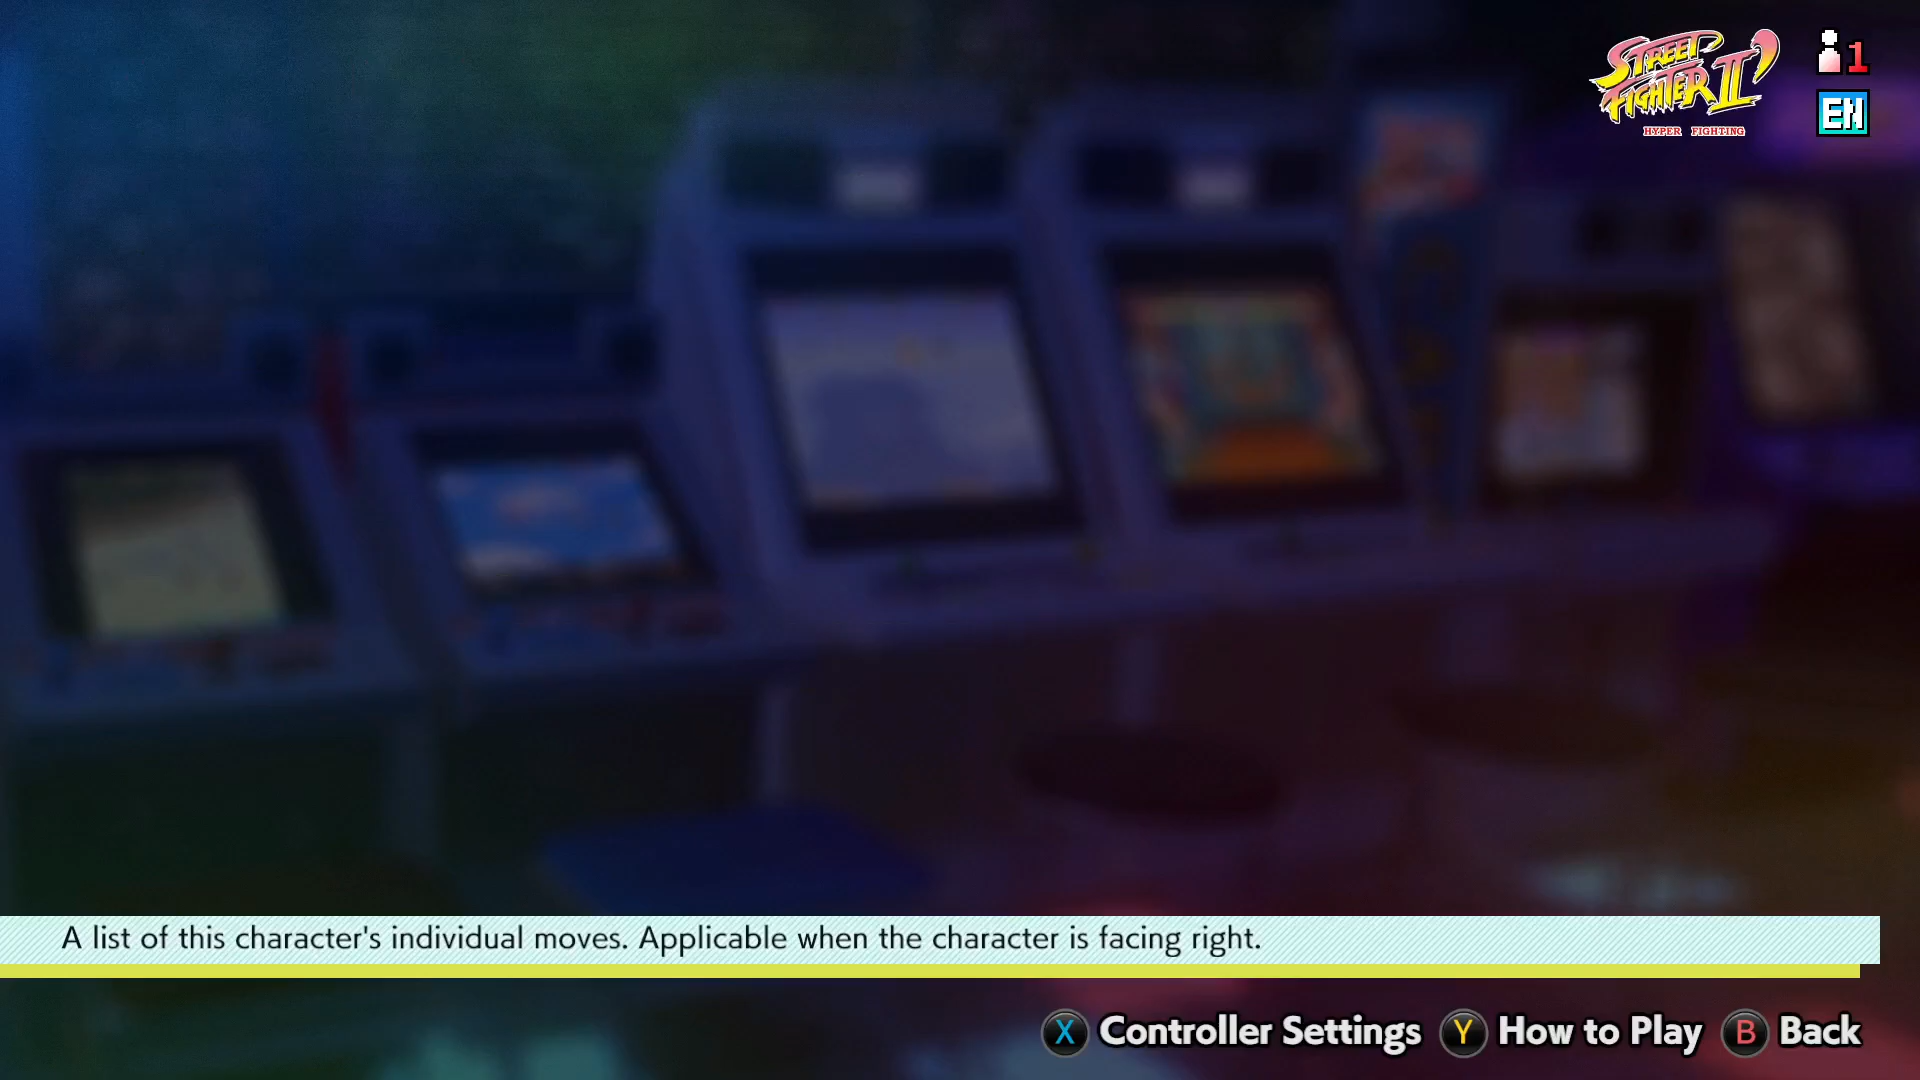 STREET
FIGHTER II'
HYPER FIGHTING
1
EN
A list of this character's individual moves. Applicable when the character is facing right.
X Controller Settings Y How to Play B Back